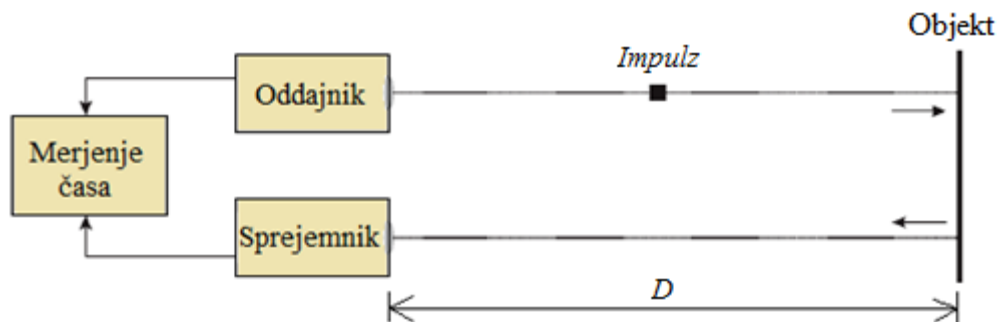 Objekt
Impulz
Oddajnik
Merjenje
časa
Sprejemnik
D